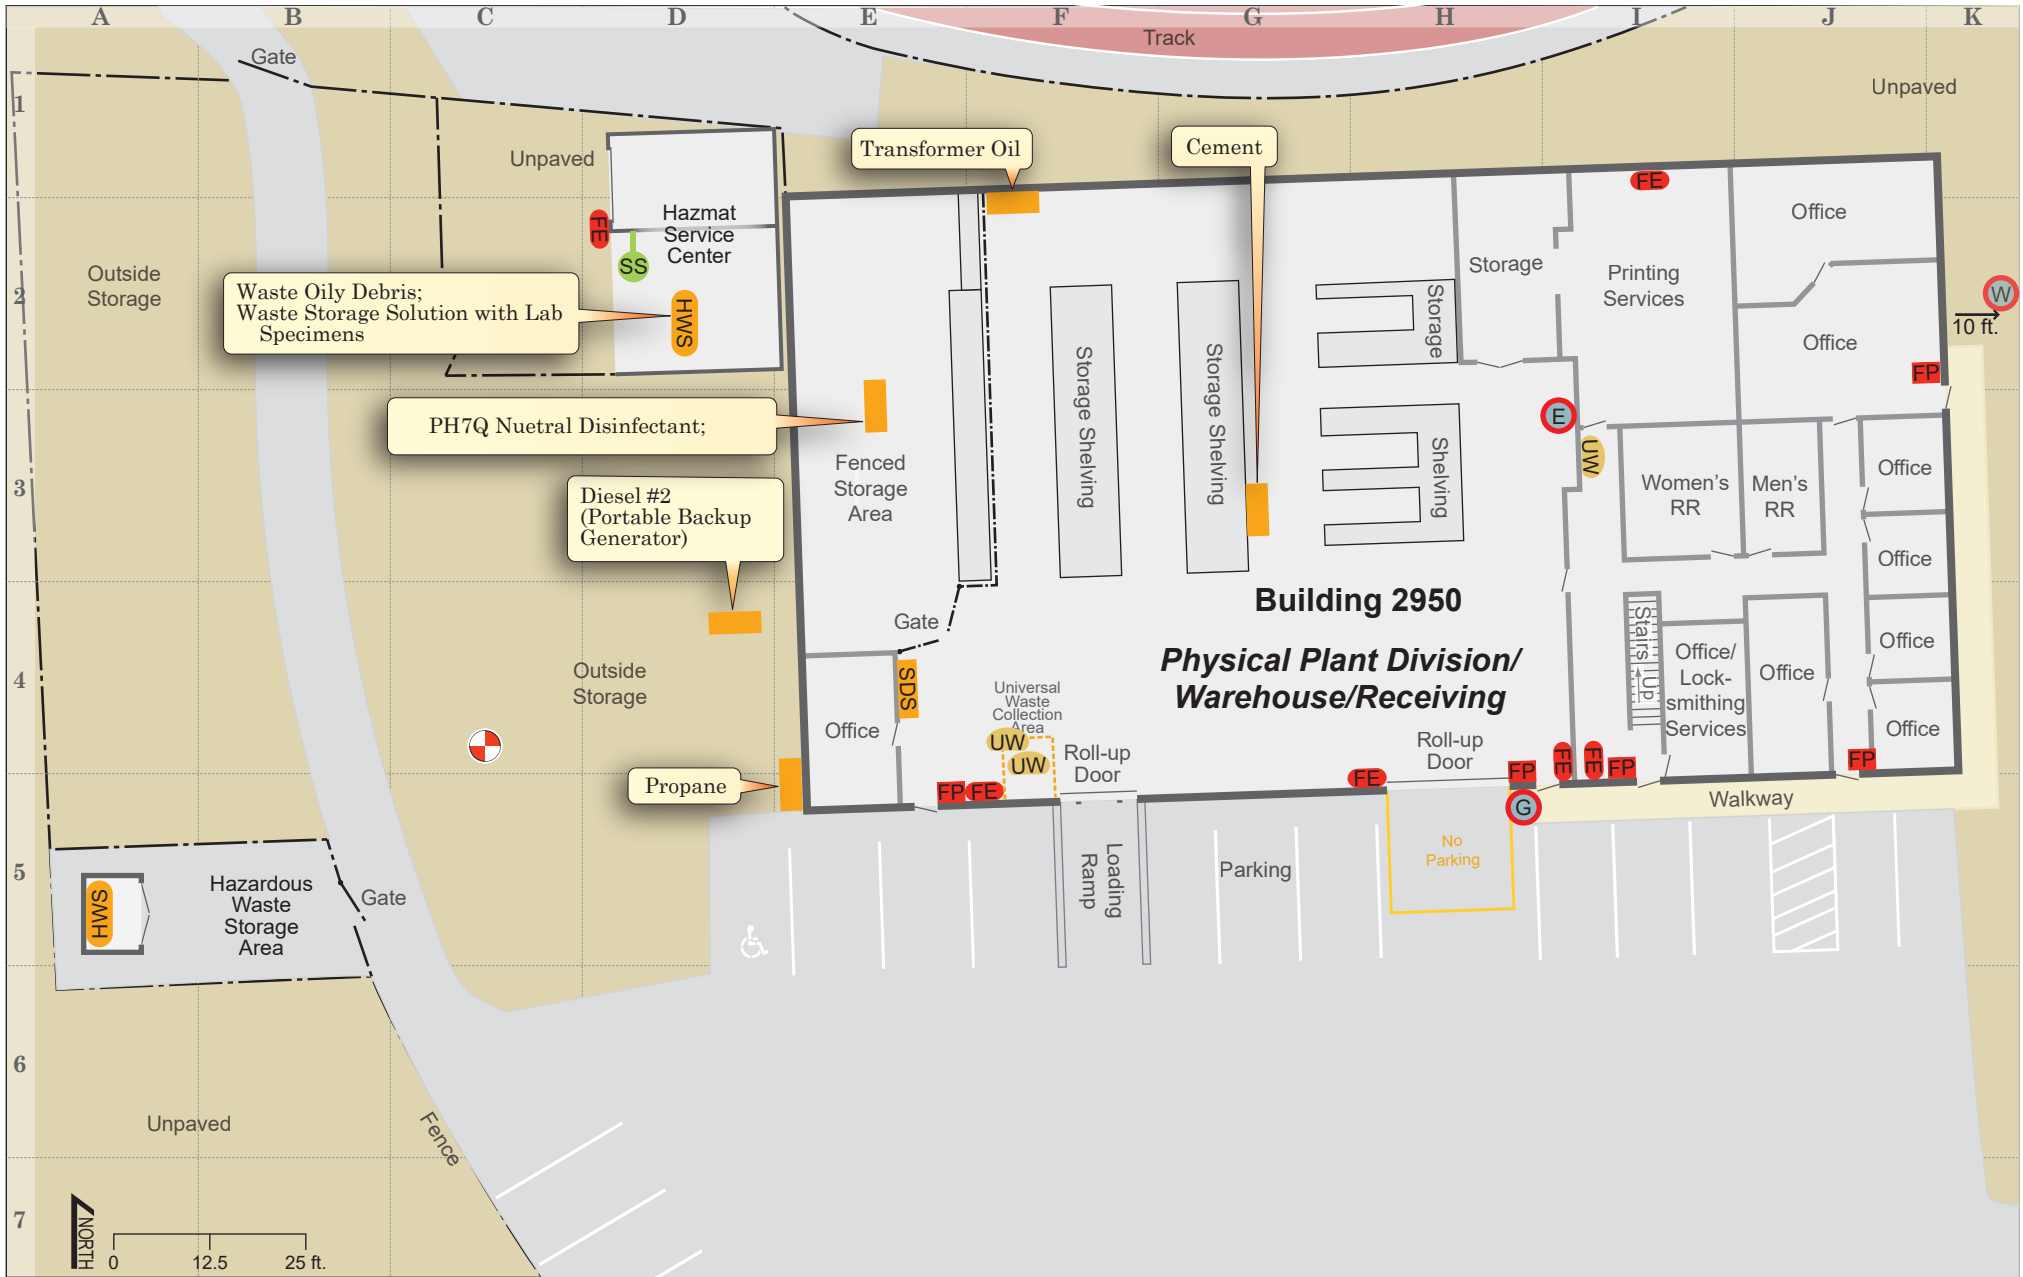 A B C D E F G H I J K
Track
Gate
1
Unpaved
Unpaved
Transformer Oil
Cement
FE
FE
Hazmat
Service
Center
SS
Office
Storage
Printing
Services
Outside
Storage
2
Waste Oily Debris;
Waste Storage Solution with Lab
Specimens
HWS
Storage
W
10 ft.
Office
FP
PH7Q Nuetral Disinfectant;
E
UW
Storage Shelving
Storage Shelving
Shelving
3
Fenced
Storage
Area
Women's
RR
Men's
RR
Office
Diesel #2
(Portable Backup
Generator)
Office
Building 2950
Gate
Physical Plant Division/
Warehouse/Receiving
Stairs
Up
Office
4
Outside
Storage
SDS
Office/
Lock-
smithing
Services
Office
Office
Universal
Waste
Collection
Area
UW
UW
Office
Roll-up
Door
Roll-up
Door
FE
FP
FE
FE
FP
FP
Propane
FP
FE
G
Walkway
5
HWS
Hazardous
Waste
Storage
Area
Gate
Loading
Ramp
Parking
No
Parking
6
Unpaved
Fence
7
NORTH
0 12.5 25 ft.